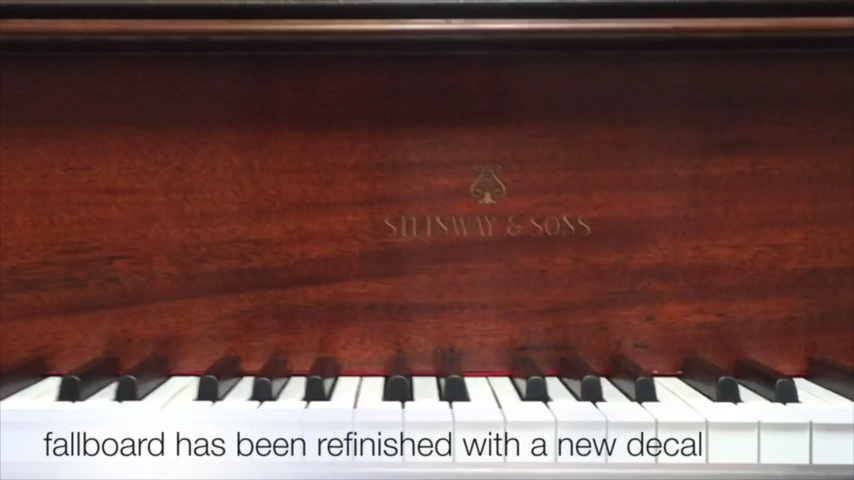 STEINWAY & SONS
fallboard has been refinished with a new decal